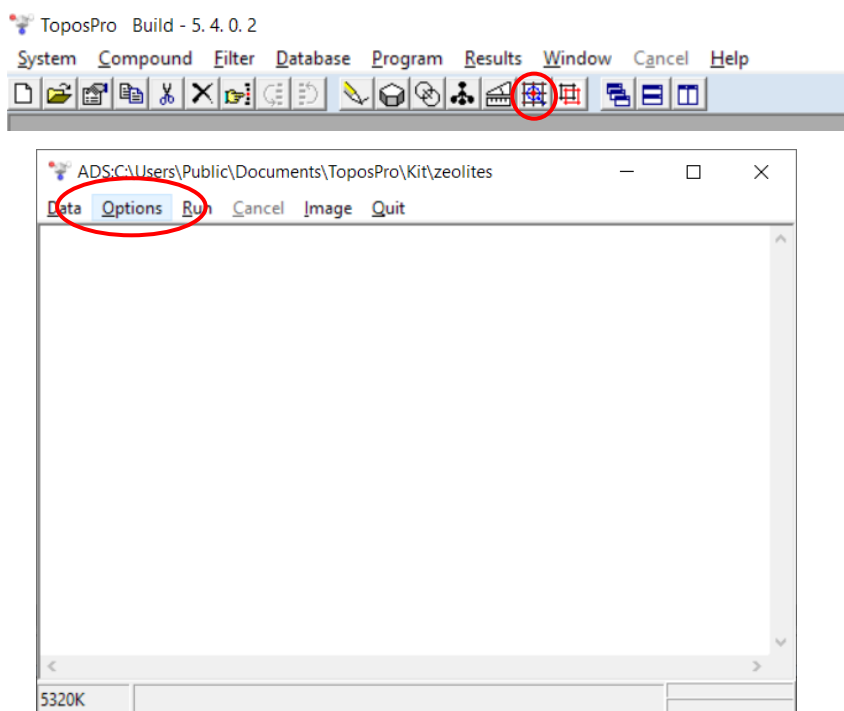 ToposPro Build - 5. 4. 0. 2
System Compound Filter Database Program Results Window Cancel Help
ADS:C:\Users\Public\Documents\ToposPro\Kit\zeolites
Data Options Run Cancel Image Quit
5320K